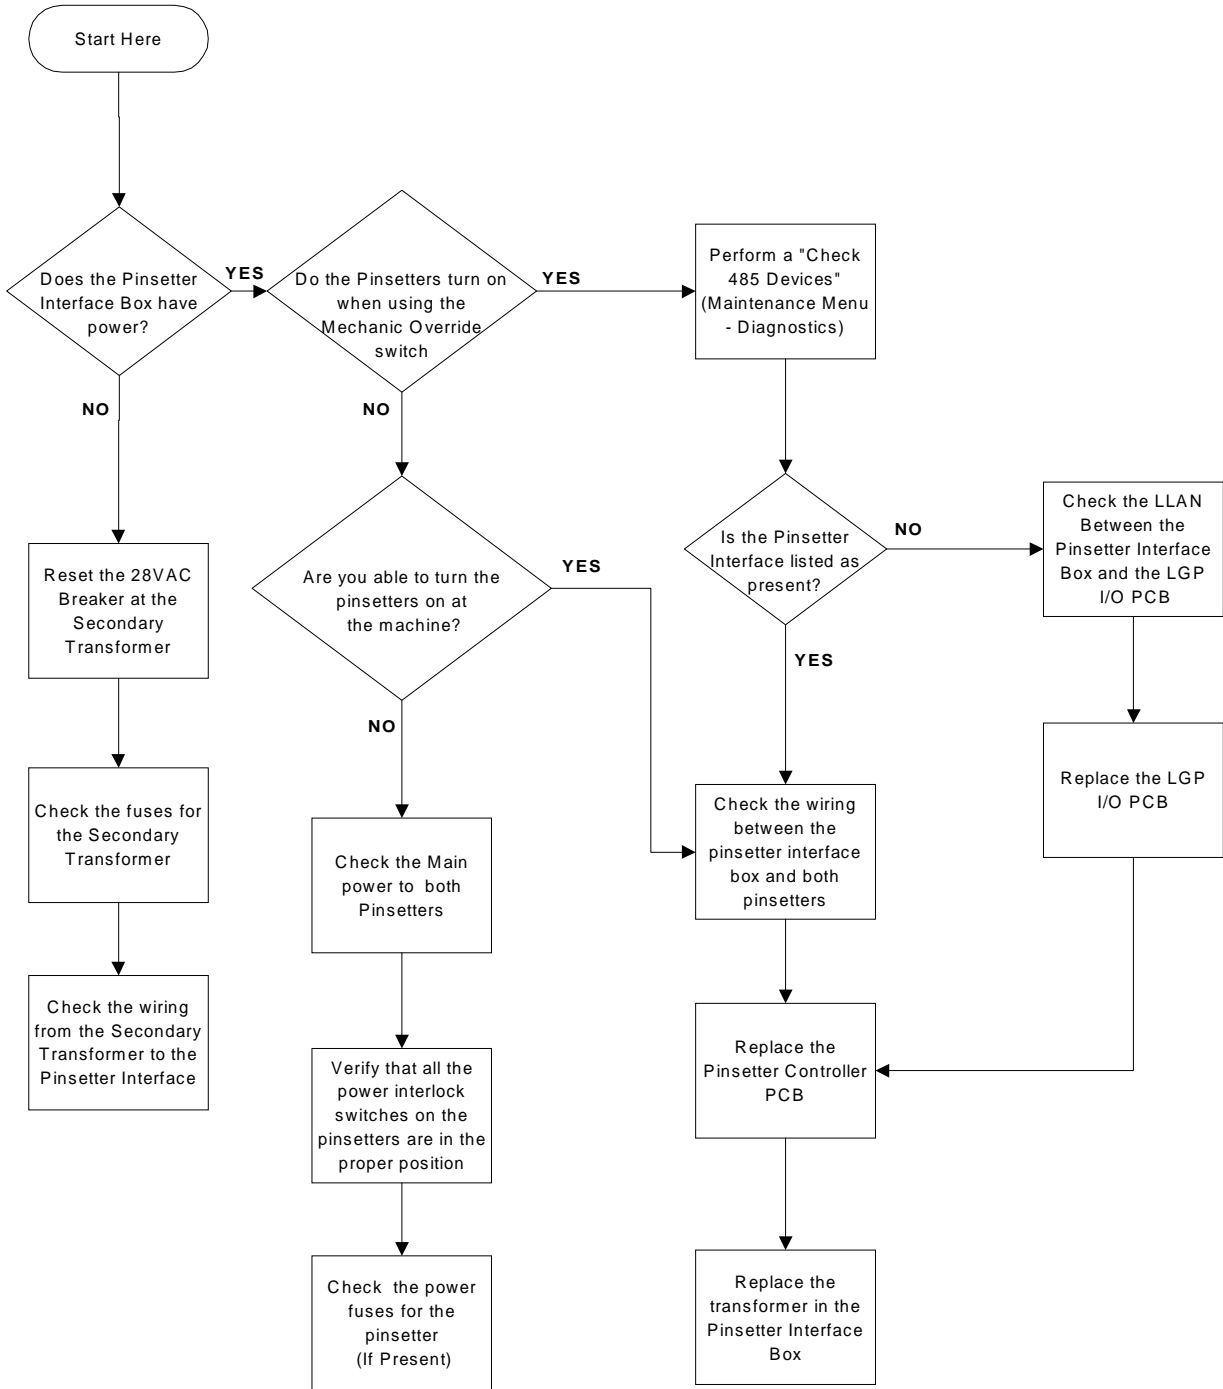 Start Here
Does the Pinsetter
Interface Box have
power?
YES
NO
Do the Pinsetters turn on
when using the
Mechanic Override
switch
YES
NO
Perform a "Check
485 Devices"
(Maintenance Menu
- Diagnostics)
Is the Pinsetter
Interface listed as
present?
NO
YES
Check the LLAN
Between the
Pinsetter Interface
Box and the LGP
I/O PCB
Reset the 28VAC
Breaker at the
Secondary
Transformer
Are you able to turn the
pinsetters on at
the machine?
YES
NO
Check the fuses for
the Secondary
Transformer
Check the Main
power to both
Pinsetters
Check the wiring
between the
pinsetter interface
box and both
pinsetters
Replace the LGP
I/O PCB
Check the wiring
from the Secondary
Transformer to the
Pinsetter Interface
Verify that all the
power interlock
switches on the
pinsetters are in the
proper position
Replace the
Pinsetter Controller
PCB
Check the power
fuses for the
pinsetter
(If Present)
Replace the
transformer in the
Pinsetter Interface
Box